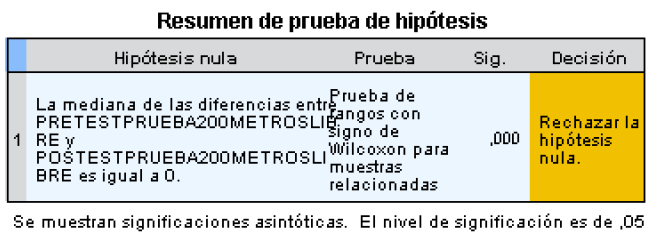 Resumen de prueba de hipótesis
Hipótesis nula Prueba Sig. Decisión
1
La mediana de las diferencias entre
PRETESTPRUEBA200METROSLIB
RE y
POSTESTPRUEBA200METROSLI
BRE es igual a 0.
Prueba de
rangos con
signo de
Wilcoxon para
muestras
relacionadas
,000
Rechazar la
hipótesis
nula.
Se muestran significaciones asintóticas. El nivel de significación es de ,05